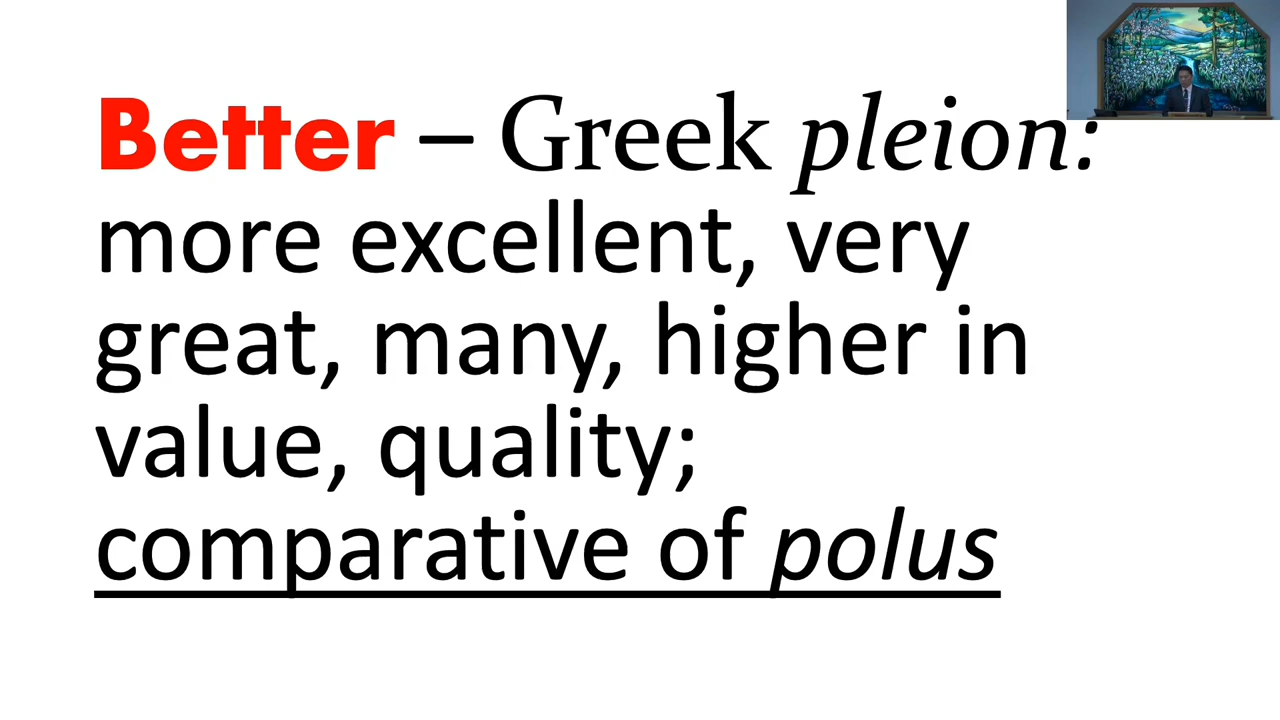 Better – Greek pleion:
more excellent, very
great, many, higher in
value, quality;
comparative of polus